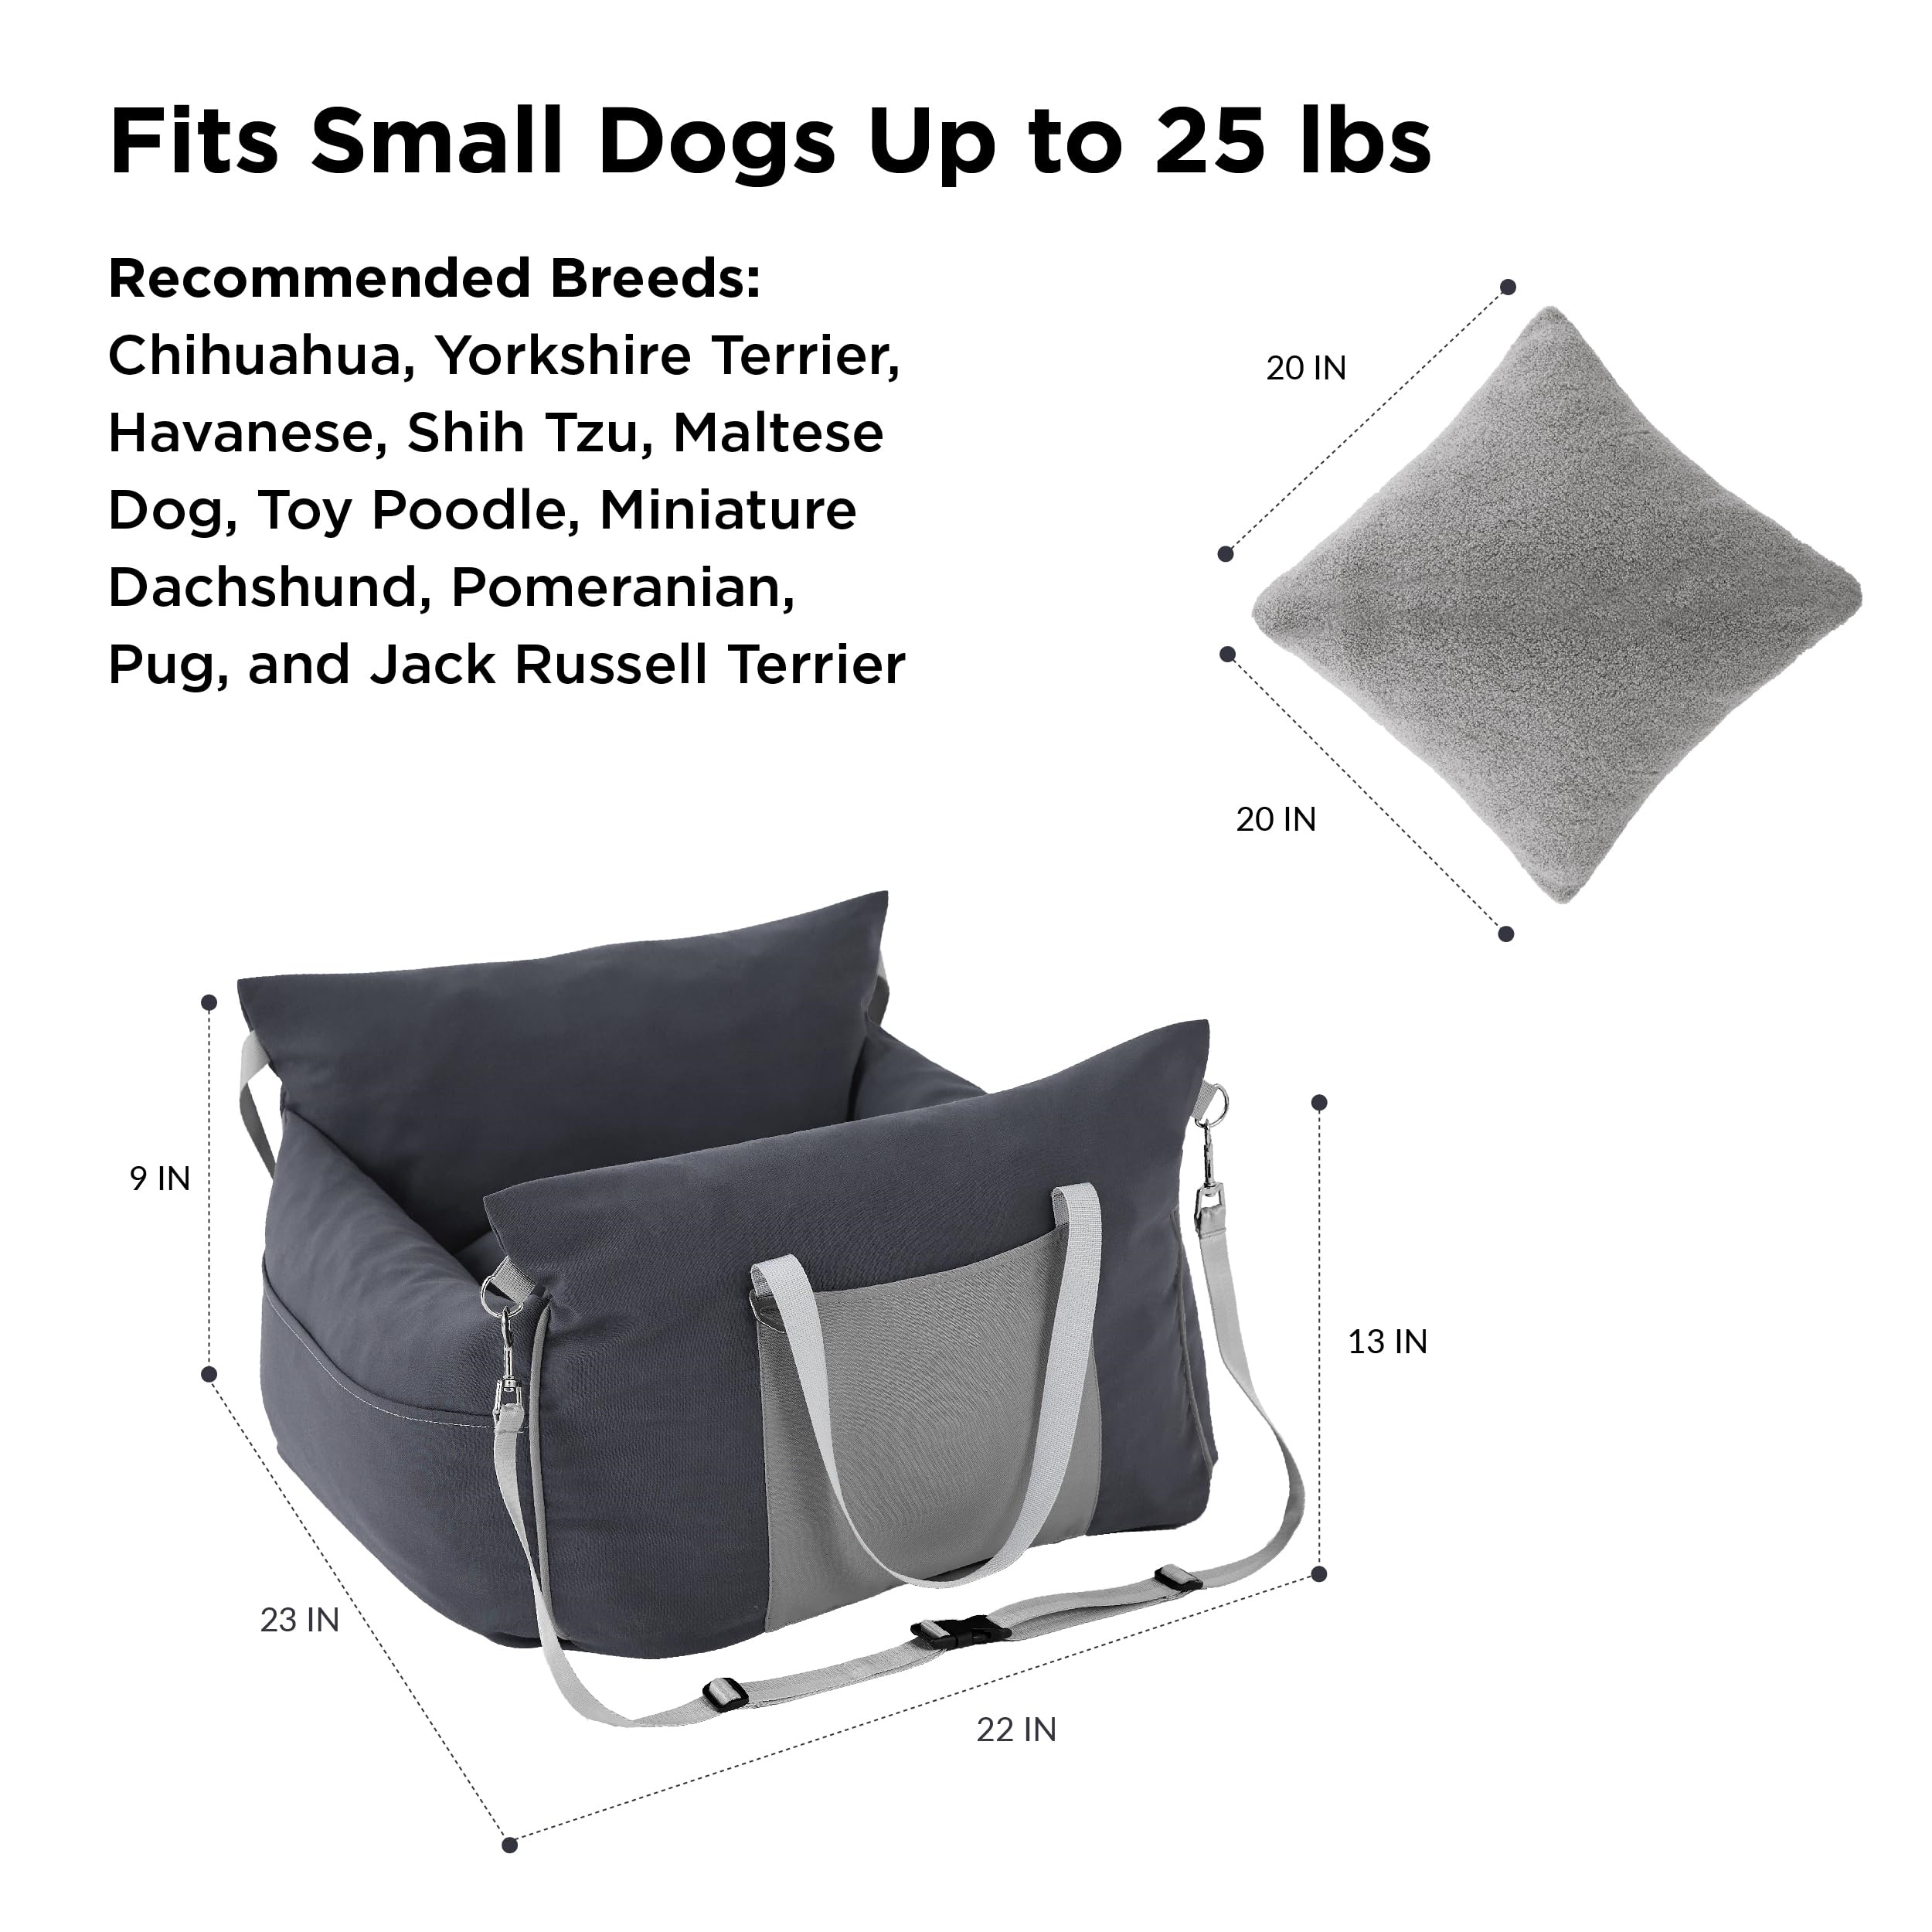 Fits Small Dogs Up to 25 lbs
Recommended Breeds:
Chihuahua, Yorkshire Terrier,
Havanese, Shih Tzu, Maltese
Dog, Toy Poodle, Miniature
Dachshund, Pomeranian,
Pug, and Jack Russell Terrier
20 IN
20 IN
9 IN
13 IN
23 IN
22 IN